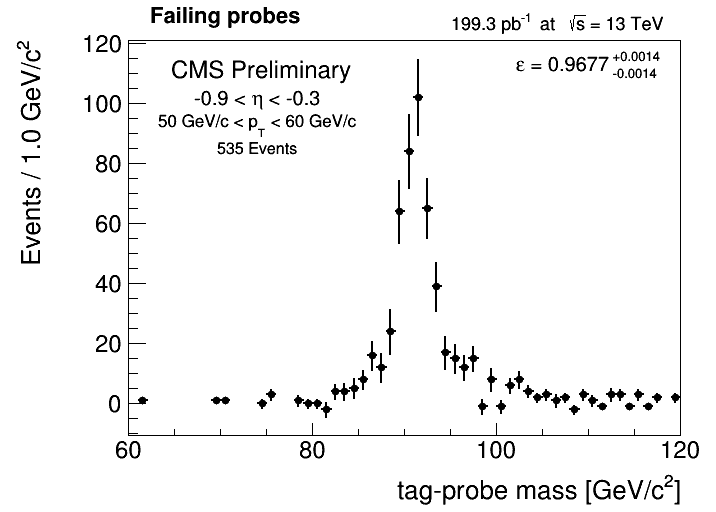 Failing probes
199.3 pb⁻¹ at √s = 13 TeV
CMS Preliminary
-0.9 < η < -0.3
50 GeV/c < p_T < 60 GeV/c
535 Events
ε = 0.9677 +0.0014 -0.0014
Events / 1.0 GeV/c²
120
100
80
60
40
20
0
60 80 100 120
tag-probe mass [GeV/c²]